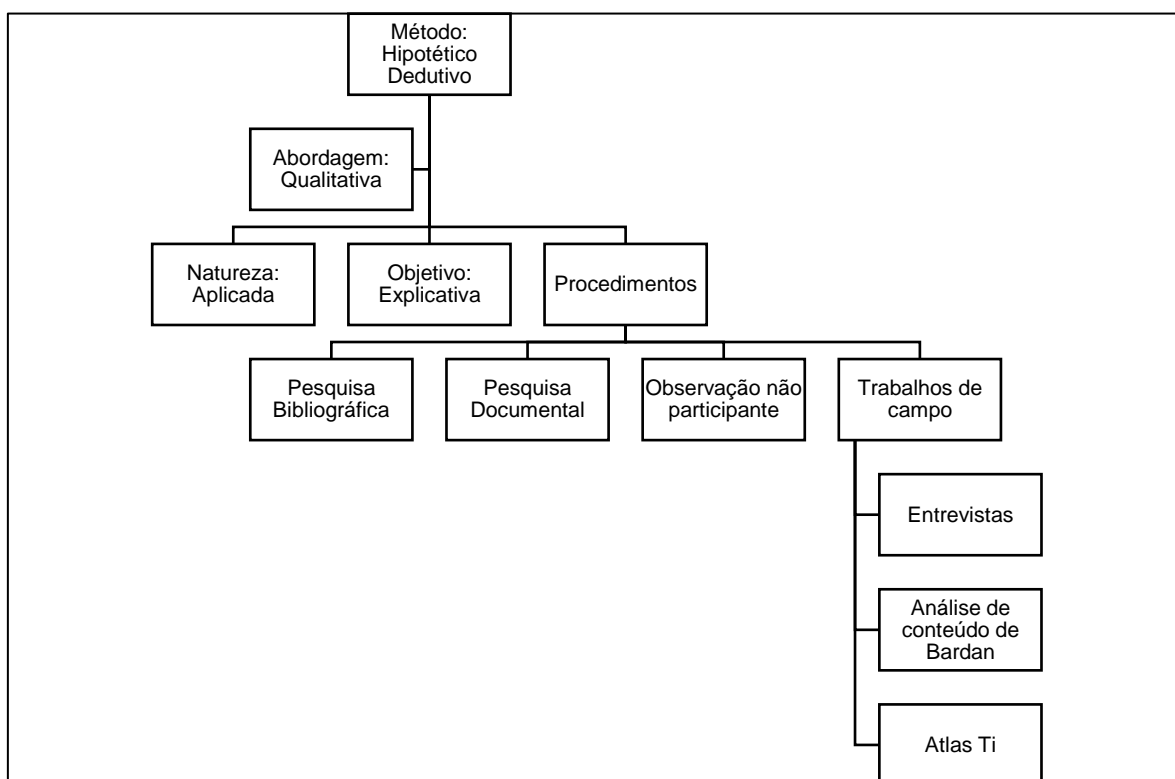 Método:
Hipotético
Dedutivo
Abordagem:
Qualitativa
Natureza:
Aplicada
Objetivo:
Explicativa
Procedimentos
Pesquisa
Bibliográfica
Pesquisa
Documental
Observação não
participante
Trabalhos de
campo
Entrevistas
Análise de
conteúdo de
Bardan
Atlas Ti